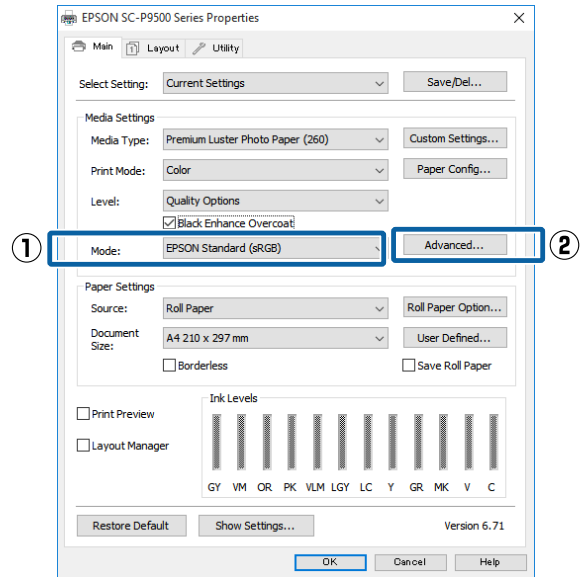 EPSON SC-P9500 Series Properties
Main Layout Utility
Select Setting: Current Settings Save/Del...
Media Settings
Media Type: Premium Luster Photo Paper (260) Custom Settings...
Print Mode: Color Paper Config...
Level: Quality Options
Black Enhance Overcoat
① Mode: EPSON Standard (sRGB) Advanced... ②
Paper Settings
Source: Roll Paper Roll Paper Option...
Document Size: A4 210 x 297 mm User Defined...
Borderless Save Roll Paper
Ink Levels
Print Preview
Layout Manager
GY VM OR PK VLM LGY LC Y GR MK V C
Restore Default Show Settings... Version 6.71
OK Cancel Help